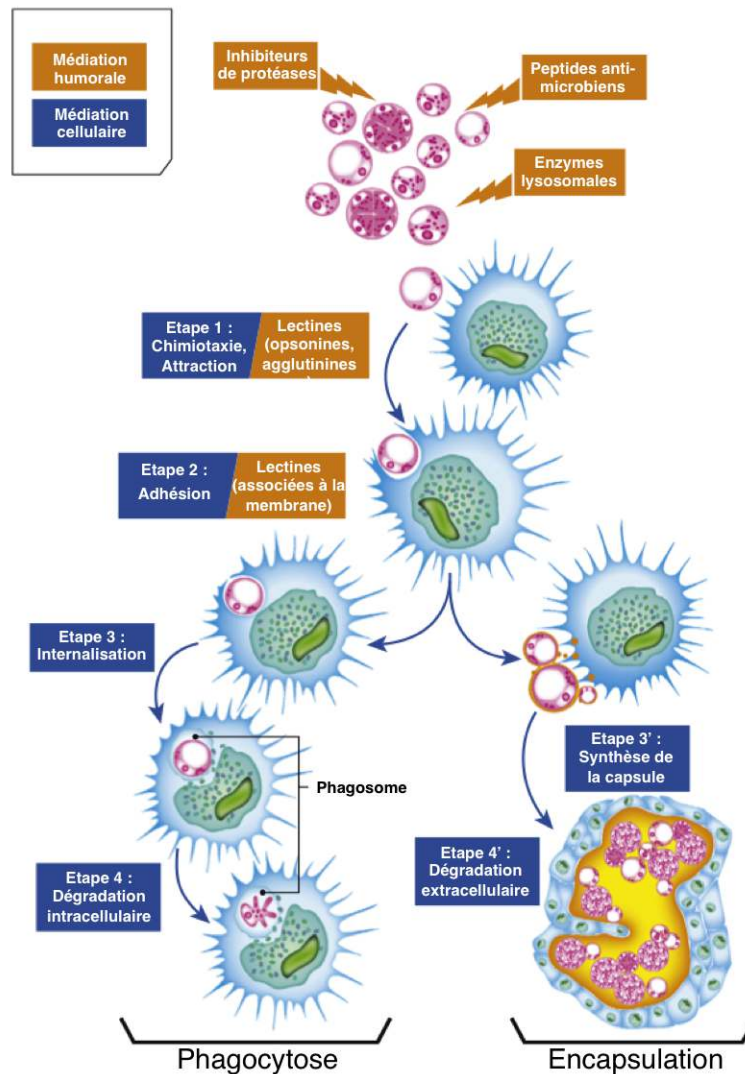 Médiation
humorale
Médiation
cellulaire
Inhibiteurs
de protéases
Peptides anti-
microbiens
Enzymes
lysosomales
Etape 1 :
Chimiotaxie,
Attraction
Lectines
(opsonines,
agglutinines
Etape 2 :
Adhésion
Lectines
(associées à la
membrane)
Etape 3 :
Internalisation
Etape 3’ :
Synthèse de
la capsule
Phagosome
Etape 4 :
Dégradation
intracellulaire
Etape 4’ :
Dégradation
extracellulaire
Phagocytose
Encapsulation